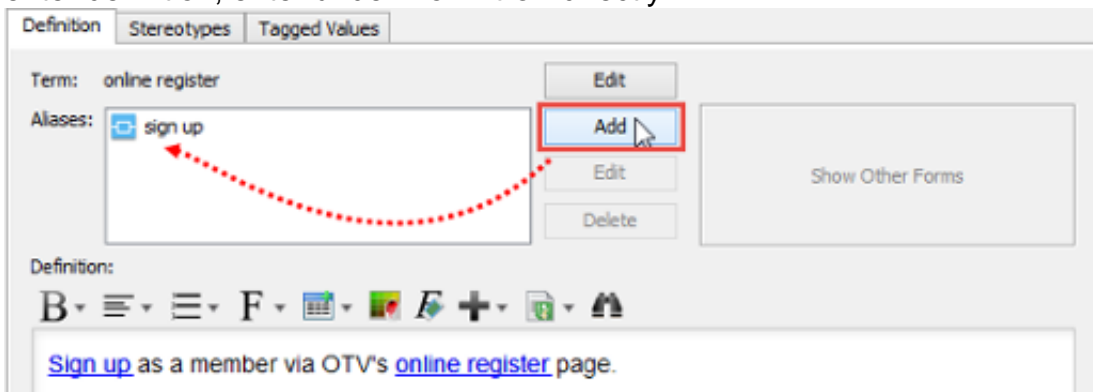 Definition Stereotypes Tagged Values
Term: online register Edit
Aliases: sign up Add
Edit Show Other Forms
Delete
Definition:
B F F
Sign up as a member via OTV's online register page.